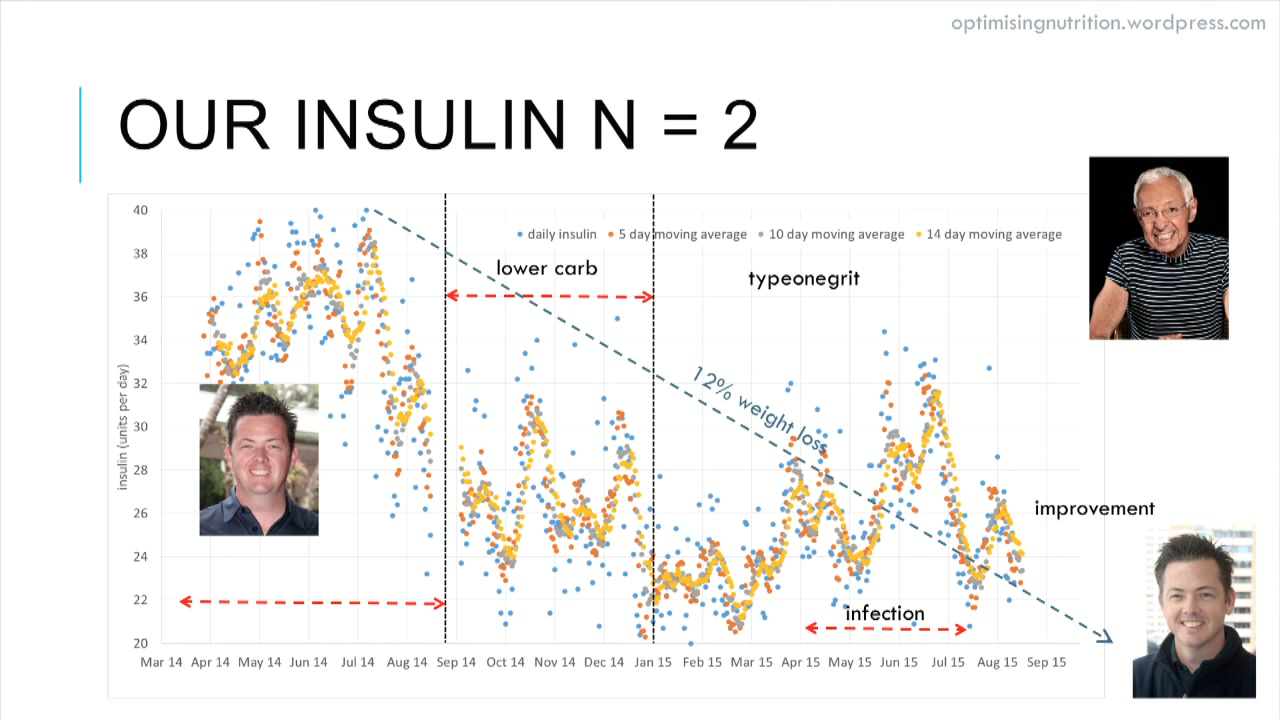 optimisingnutrition.wordpress.com
OUR INSULIN N = 2
daily insulin 5 day moving average 10 day moving average 14 day moving average
lower carb
typeonegrit
12% weight loss
improvement
infection
insulin (units per day)
40
38
36
34
32
30
28
26
24
22
20
Mar 14 Apr 14 May 14 Jun 14 Jul 14 Aug 14 Sep 14 Oct 14 Nov 14 Dec 14 Jan 15 Feb 15 Mar 15 Apr 15 May 15 Jun 15 Jul 15 Aug 15 Sep 15